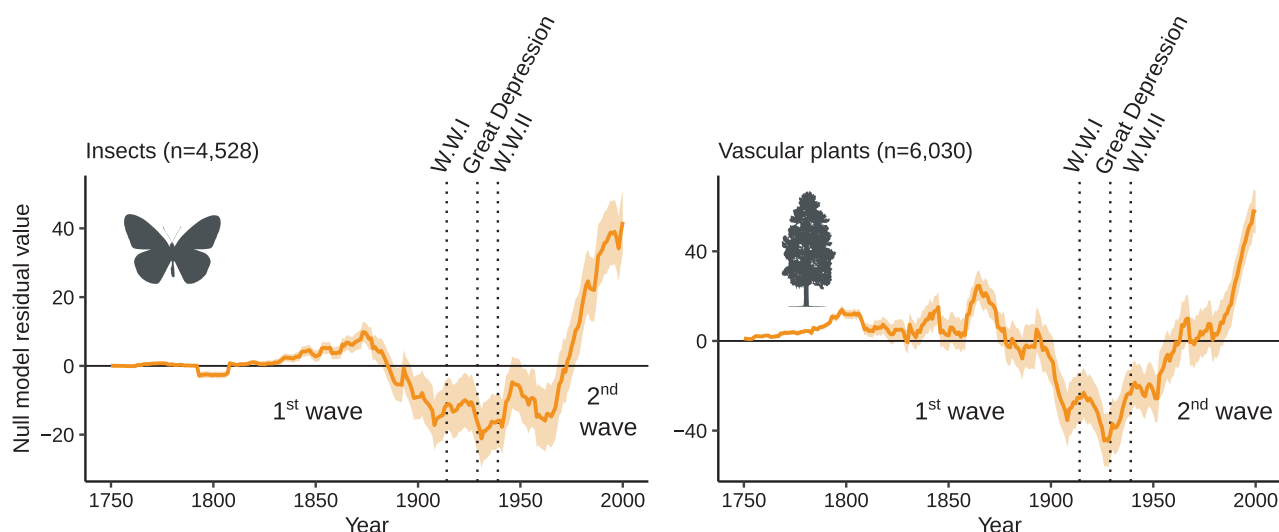 W.W.I
Great Depression
W.W.II
Insects (n=4,528)
Null model residual value
40
20
0
−20
1st wave
2nd
wave
1750
1800
1850
1900
1950
2000
Year
W.W.I
Great Depression
W.W.II
Vascular plants (n=6,030)
40
0
−40
1st wave
2nd wave
1750
1800
1850
1900
1950
2000
Year